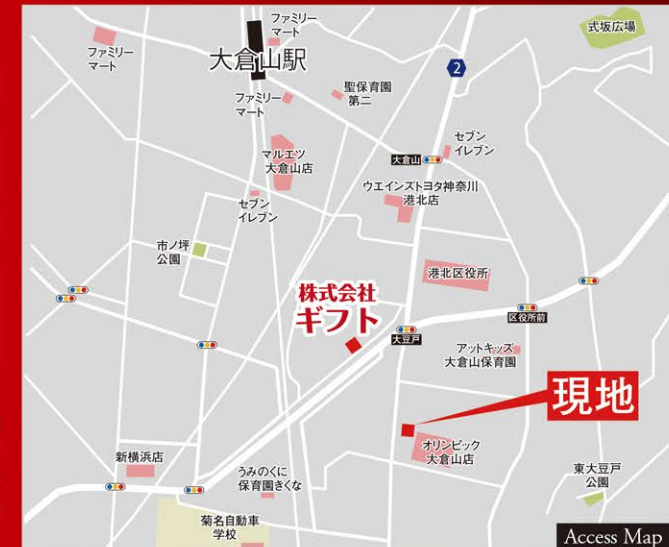 ファミリー
マート
式坂広場
ファミリー
マート
大倉山駅
2
ファミリー
マート
聖保育園
第二
セブン
イレブン
マルエツ
大倉山店
大倉山
ウエインズトヨタ神奈川
港北店
セブン
イレブン
市ノ坪
公園
港北区役所
株式会社
ギフト
区役所前
大豆戸
アットキッズ
大倉山保育園
現地
オリンピック
大倉山店
新横浜店
うみのくに
保育園きくな
東大豆戸
公園
菊名自動車
学校
Access Map